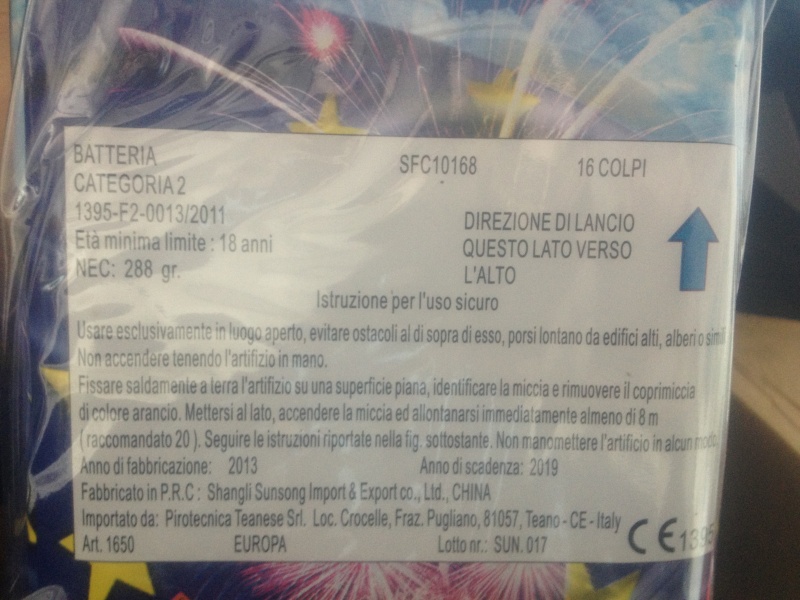 BATTERIA SFC10168 16 COLPI
CATEGORIA 2
1395-F2-0013/2011
Età minima limite : 18 anni
NEC: 288 gr.
DIREZIONE DI LANCIO
QUESTO LATO VERSO
L'ALTO
Istruzione per l'uso sicuro
Usare esclusivamente in luogo aperto, evitare ostacoli al di sopra di esso, porsi lontano da edifici alti, alberi o simili
Non accendere tenendo l'artifizio in mano.
Fissare saldamente a terra l'artifizio su una superficie piana, identificare la miccia e rimuovere il coprimiccia
di colore arancio. Mettersi al lato, accendere la miccia ed allontanarsi immediatamente almeno di 8 m
( raccomandato 20 ). Seguire le istruzioni riportate nella fig. sottostante. Non manomettere l'artificio in alcun modo.
Anno di fabbricazione: 2013 Anno di scadenza: 2019
Fabbricato in P.R.C : Shangli Sunsong Import & Export co., Ltd., CHINA
Importato da: Pirotecnica Teanese Srl. Loc. Crocelle, Fraz. Pugliano, 81057, Teano - CE - Italy
Art. 1650 EUROPA Lotto nr.: SUN. 017
CE 1395